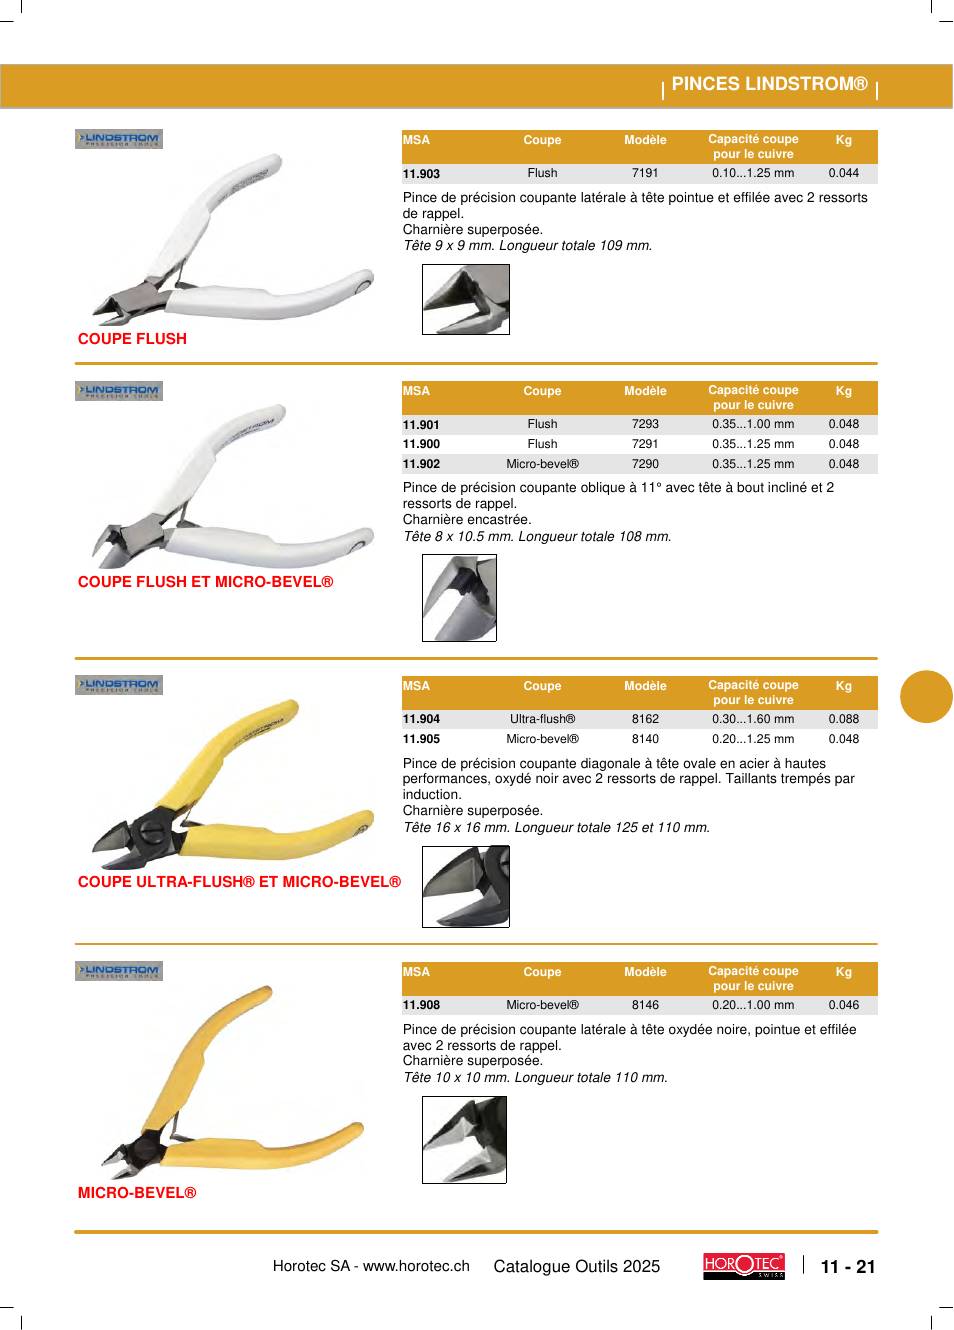 PINCES LINDSTROM®
LINDSTROM
PRECISION TOOLS
COUPE FLUSH
MSA Coupe Modèle Capacité coupe pour le cuivre Kg
11.903 Flush 7191 0.10...1.25 mm 0.044
Pince de précision coupante latérale à tête pointue et effilée avec 2 ressorts
de rappel.
Charnière superposée.
Tête 9 x 9 mm. Longueur totale 109 mm.
LINDSTROM
PRECISION TOOLS
COUPE FLUSH ET MICRO-BEVEL®
MSA Coupe Modèle Capacité coupe pour le cuivre Kg
11.901 Flush 7293 0.35...1.00 mm 0.048
11.900 Flush 7291 0.35...1.25 mm 0.048
11.902 Micro-bevel® 7290 0.35...1.25 mm 0.048
Pince de précision coupante oblique à 11° avec tête à bout incliné et 2
ressorts de rappel.
Charnière encastrée.
Tête 8 x 10.5 mm. Longueur totale 108 mm.
LINDSTROM
PRECISION TOOLS
COUPE ULTRA-FLUSH® ET MICRO-BEVEL®
MSA Coupe Modèle Capacité coupe pour le cuivre Kg
11.904 Ultra-flush® 8162 0.30...1.60 mm 0.088
11.905 Micro-bevel® 8140 0.20...1.25 mm 0.048
Pince de précision coupante diagonale à tête ovale en acier à hautes
performances, oxydé noir avec 2 ressorts de rappel. Taillants trempés par
induction.
Charnière superposée.
Tête 16 x 16 mm. Longueur totale 125 et 110 mm.
LINDSTROM
PRECISION TOOLS
MICRO-BEVEL®
MSA Coupe Modèle Capacité coupe pour le cuivre Kg
11.908 Micro-bevel® 8146 0.20...1.00 mm 0.046
Pince de précision coupante latérale à tête oxydée noire, pointue et effilée
avec 2 ressorts de rappel.
Charnière superposée.
Tête 10 x 10 mm. Longueur totale 110 mm.
Horotec SA - www.horotec.ch Catalogue Outils 2025 HOROTEC SWISS 11 - 21